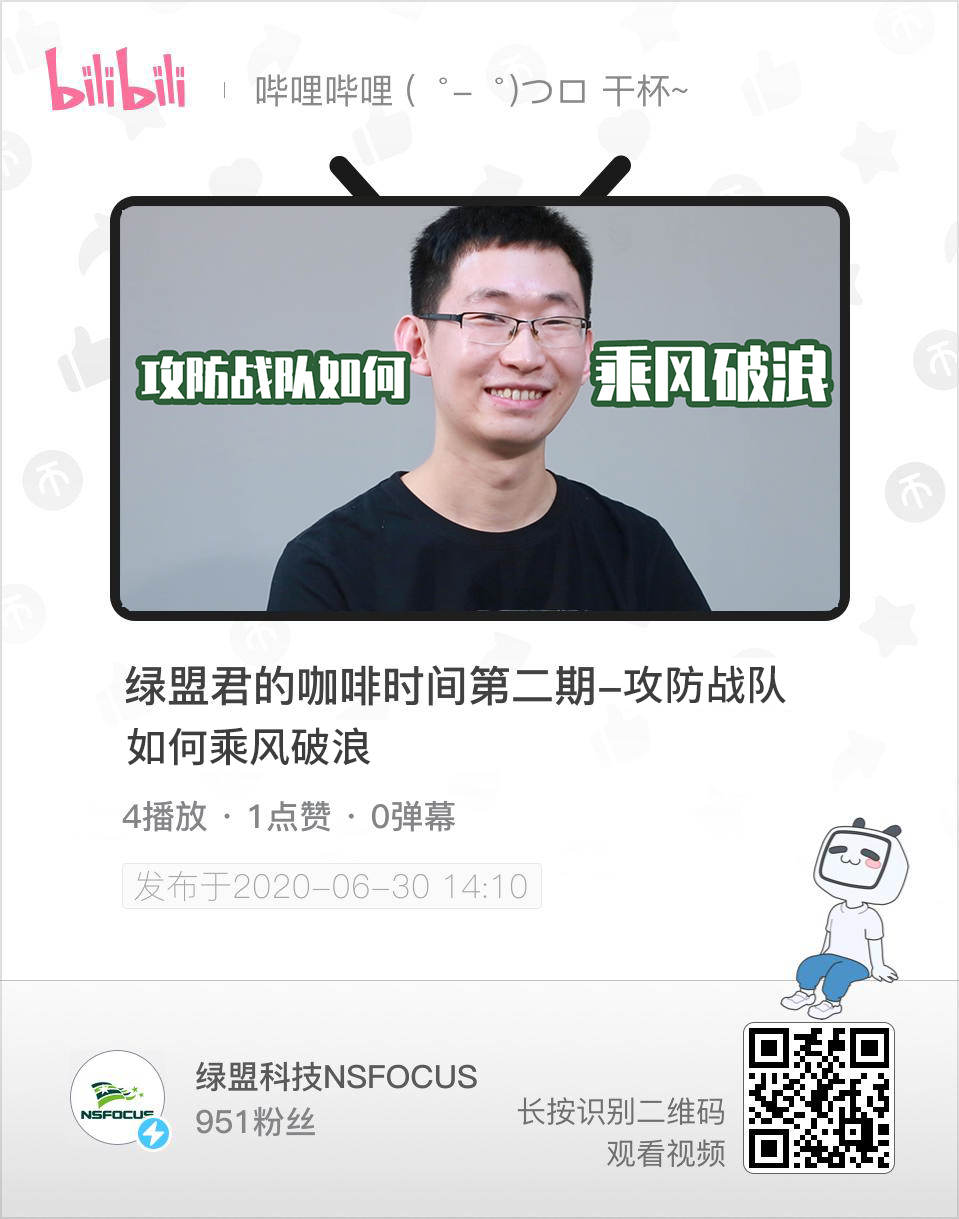 bilibili
哔哩哔哩 ( ゜- ゜)つロ 干杯~
攻防战队如何 乘风破浪
绿盟君的咖啡时间第二期-攻防战队
如何乘风破浪
4播放 · 1点赞 · 0弹幕
发布于2020-06-30 14:10
NSFOCUS
绿盟科技NSFOCUS
951粉丝
长按识别二维码
观看视频